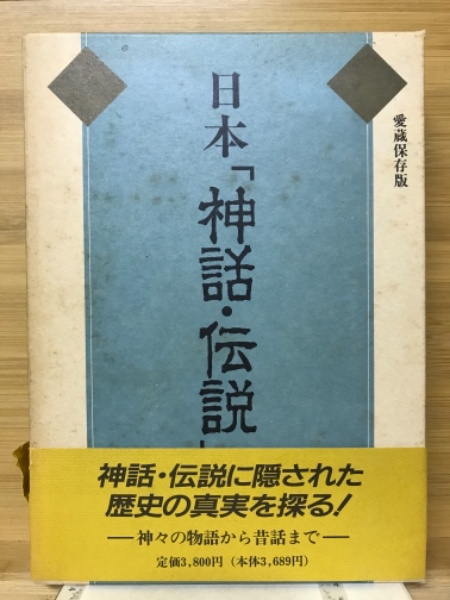 愛蔵保存版
日本「神話・伝説」
神話・伝説に隠された
歴史の真実を探る!
―神々の物語から昔話まで―
定価3,800円（本体3,689円）